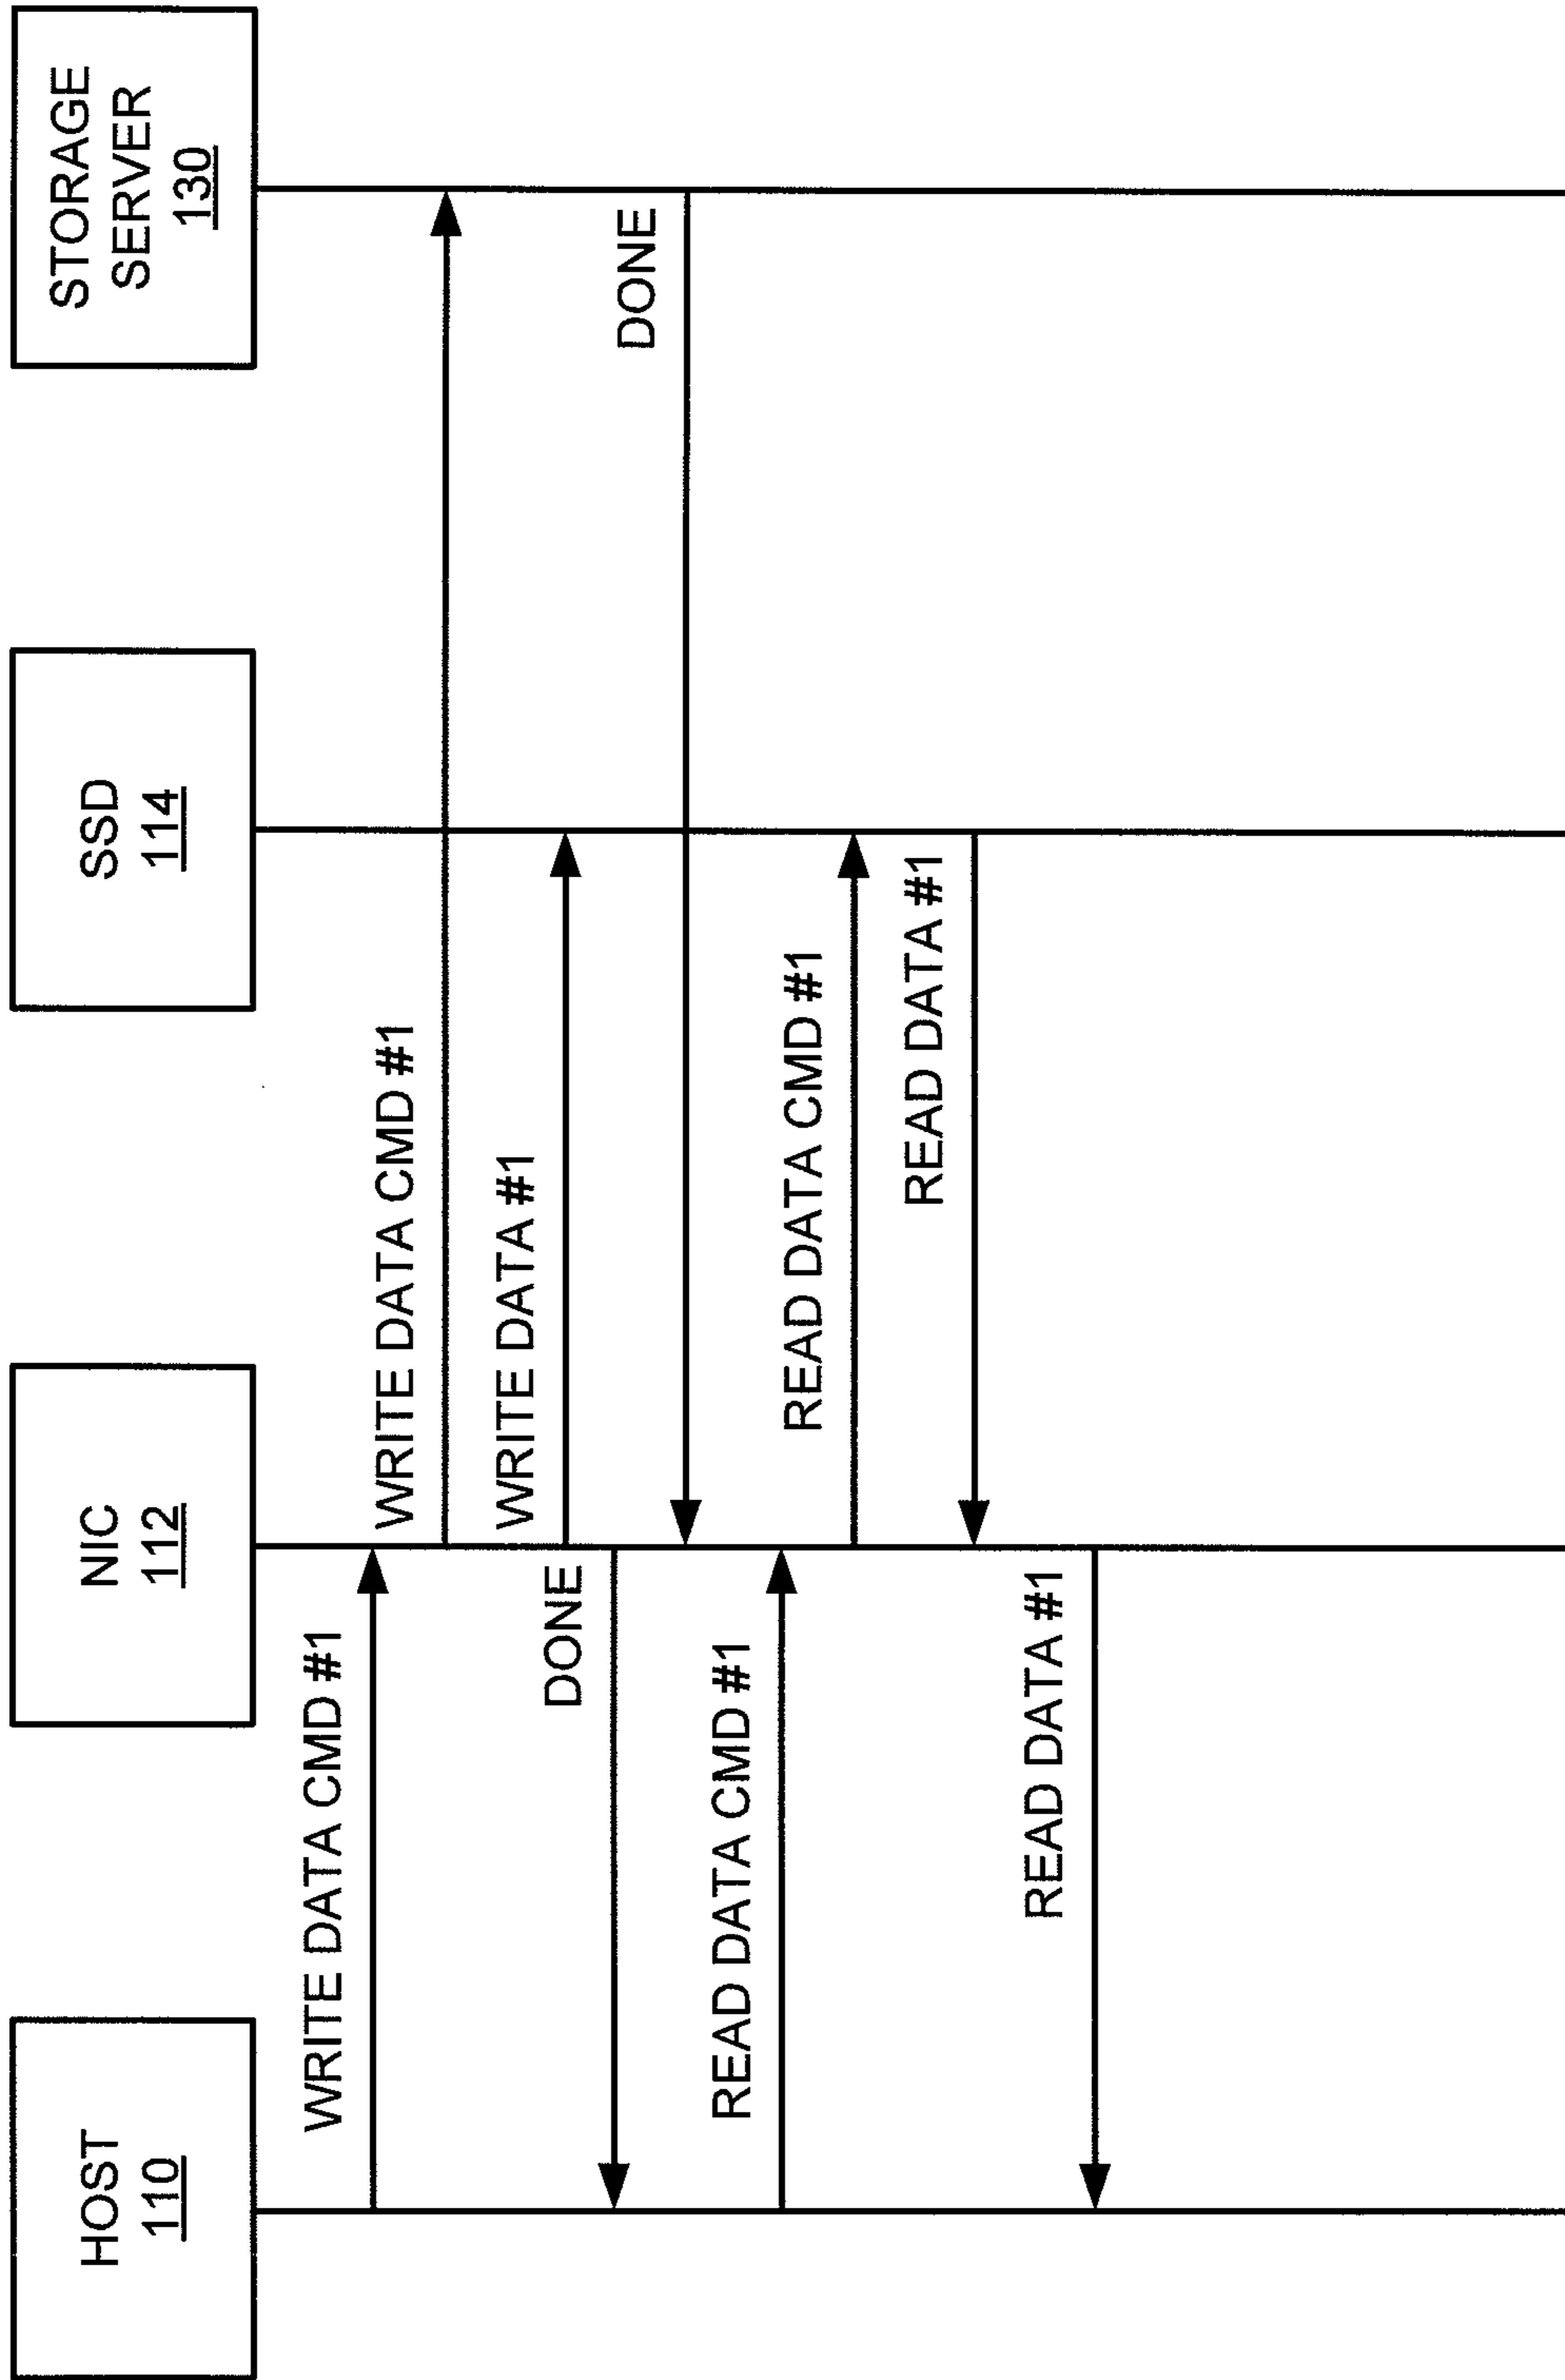 HOST
110
NIC
112
SSD
114
STORAGE
SERVER
130
WRITE DATA CMD #1
WRITE DATA CMD #1
WRITE DATA #1
DONE
DONE
READ DATA CMD #1
READ DATA CMD #1
READ DATA #1
READ DATA #1